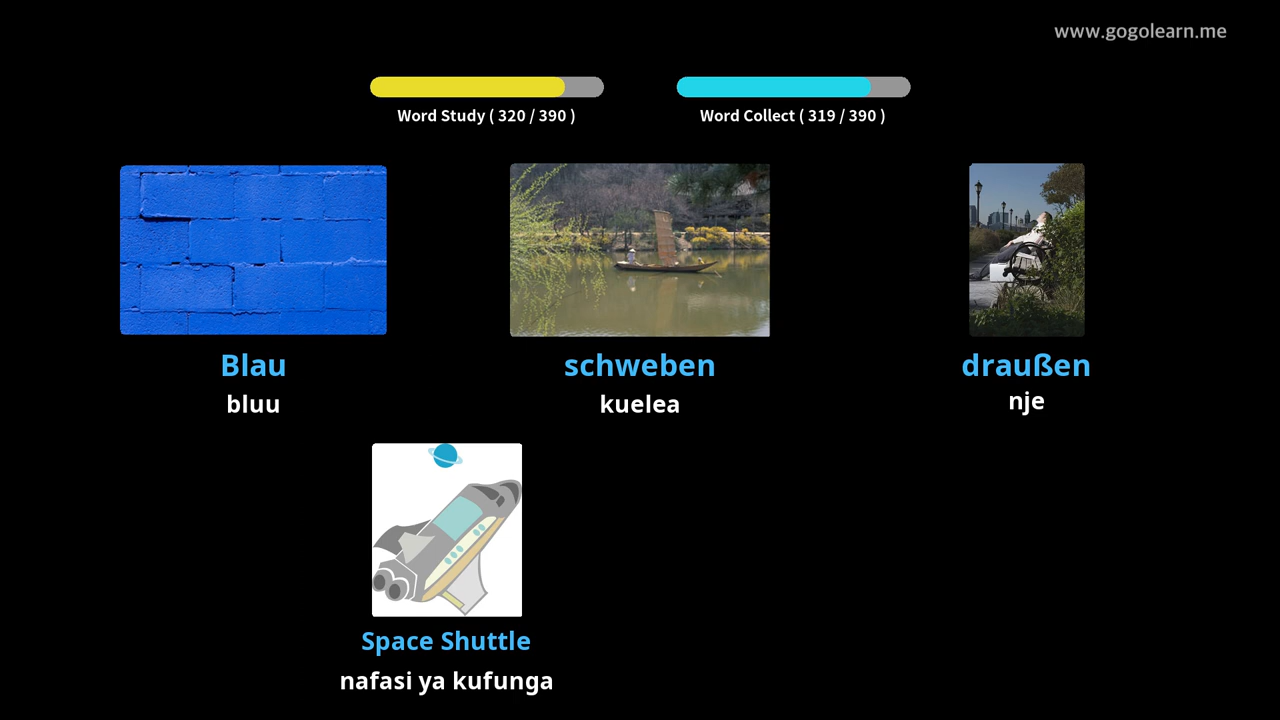 www.gogolearn.me
Word Study ( 320 / 390 )
Word Collect ( 319 / 390 )
Blau
bluu
schweben
kuelea
draußen
nje
Space Shuttle
nafasi ya kufunga